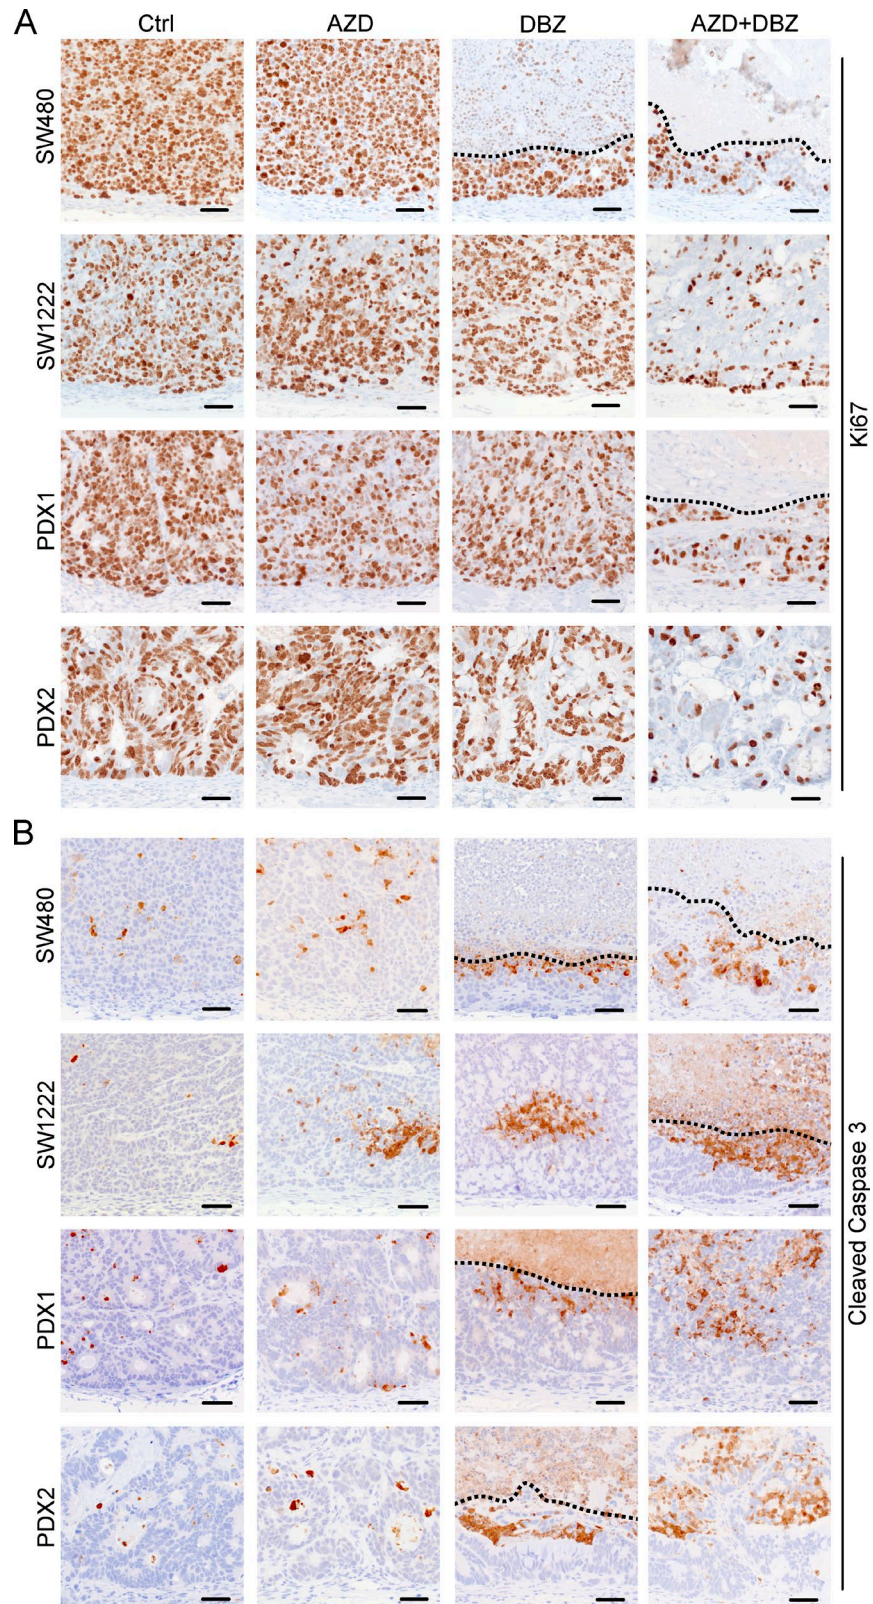 A
Ctrl AZD DBZ AZD+DBZ
SW480
SW1222
PDX1
PDX2
Ki67
B
SW480
SW1222
PDX1
PDX2
Cleaved Caspase 3